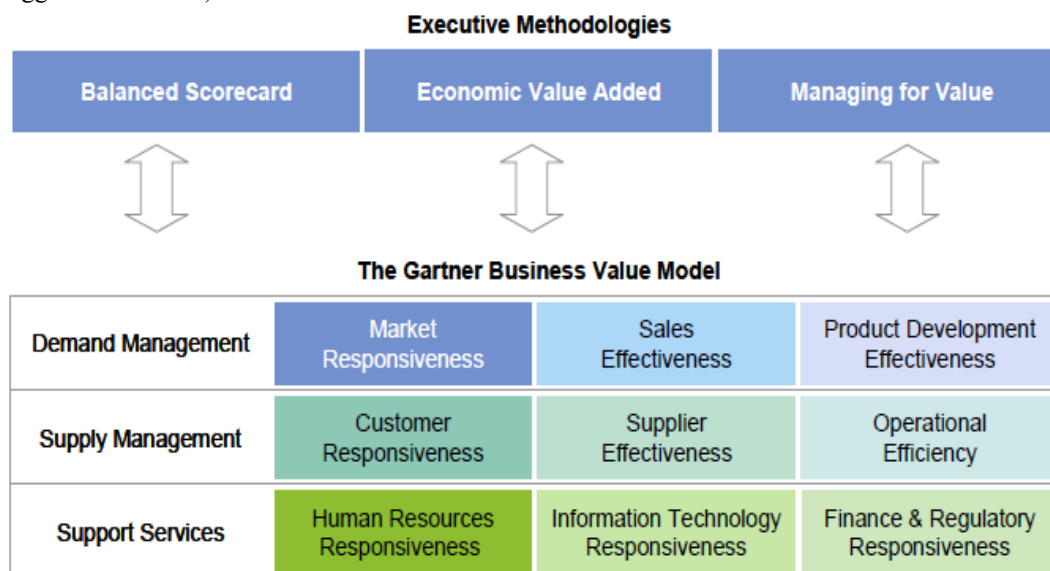 Executive Methodologies
Balanced Scorecard
Economic Value Added
Managing for Value
The Gartner Business Value Model
Demand Management
Market
Responsiveness
Sales
Effectiveness
Product Development
Effectiveness
Supply Management
Customer
Responsiveness
Supplier
Effectiveness
Operational
Efficiency
Support Services
Human Resources
Responsiveness
Information Technology
Responsiveness
Finance & Regulatory
Responsiveness